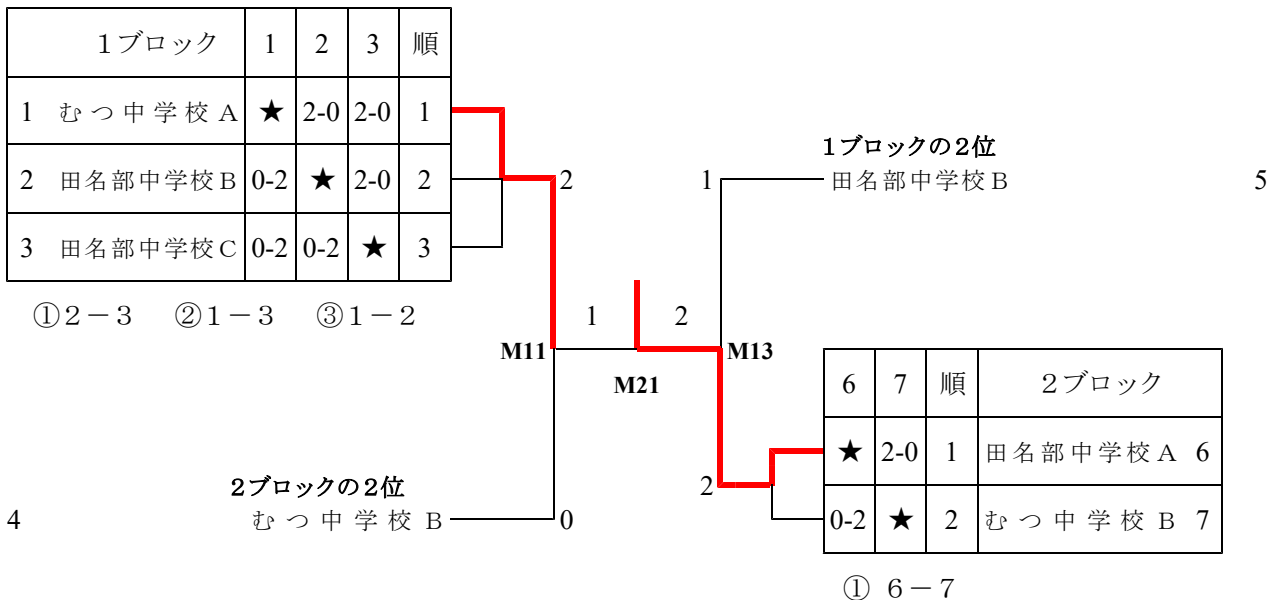 １ブロック 1 2 3 順
1 むつ中学校Ａ ★ 2-0 2-0 1
2 田名部中学校Ｂ 0-2 ★ 2-0 2
3 田名部中学校Ｃ 0-2 0-2 ★ 3
①２－３ ②１－３ ③１－２
2
1
１ブロックの２位
田名部中学校Ｂ
5
1 2
M11
M13
M21
２ブロックの２位
4 むつ中学校Ｂ
0
2
6 7 順 ２ブロック
★ 2-0 1 田名部中学校Ａ 6
0-2 ★ 2 むつ中学校Ｂ 7
① ６－７